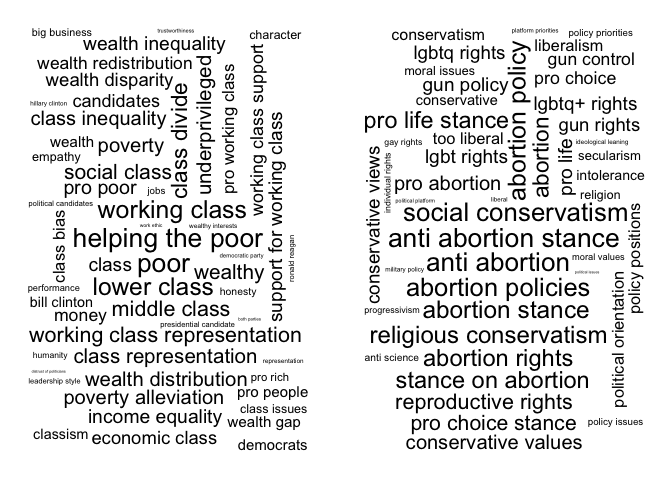 big business
trustworthiness
character
wealth inequality
wealth redistribution
wealth disparity
hillary clinton
candidates
class inequality
class divide
underprivileged
pro working class
working class support
wealth
poverty
empathy
social class
pro poor
jobs
political candidates
working class
work ethic
wealthy interests
class bias
helping the poor
democratic party
class
poor
wealthy
support for working class
ronald reagan
lower class
performance
honesty
bill clinton
middle class
money
both parties
presidential candidate
working class representation
humanity
class representation
representation
distrust of politicians
leadership style
wealth distribution
pro rich
pro people
poverty alleviation
class issues
income equality
wealth gap
classism
economic class
democrats
conservatism
platform priorities
policy priorities
lgbtq rights
abortion policy
liberalism
gun control
moral issues
gun policy
pro choice
conservative
lgbtq+ rights
pro life stance
abortion
gun rights
gay rights
too liberal
pro life
ideological leaning
lgbt rights
secularism
conservative views
individual rights
pro abortion
intolerance
religion
political platform
liberal
social conservatism
policy positions
anti abortion stance
military policy
anti abortion
moral values
political issues
abortion policies
political orientation
progressivism
abortion stance
religious conservatism
anti science
abortion rights
stance on abortion
reproductive rights
pro choice stance
policy issues
conservative values